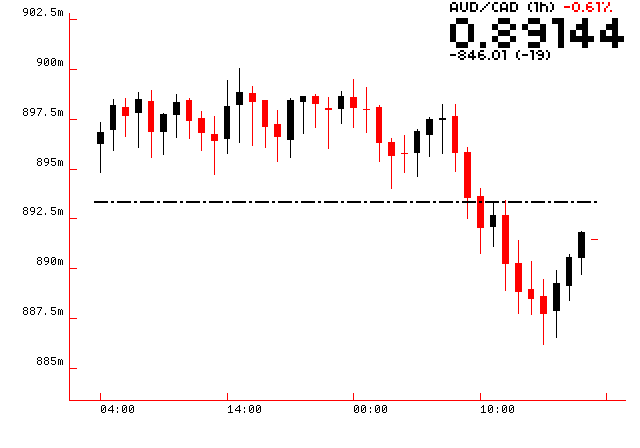 AUD/CAD (1h) -0.61%
0.89144
-846.01 (-19)
902.5m
900m
897.5m
895m
892.5m
890m
887.5m
885m
04:00 14:00 00:00 10:00